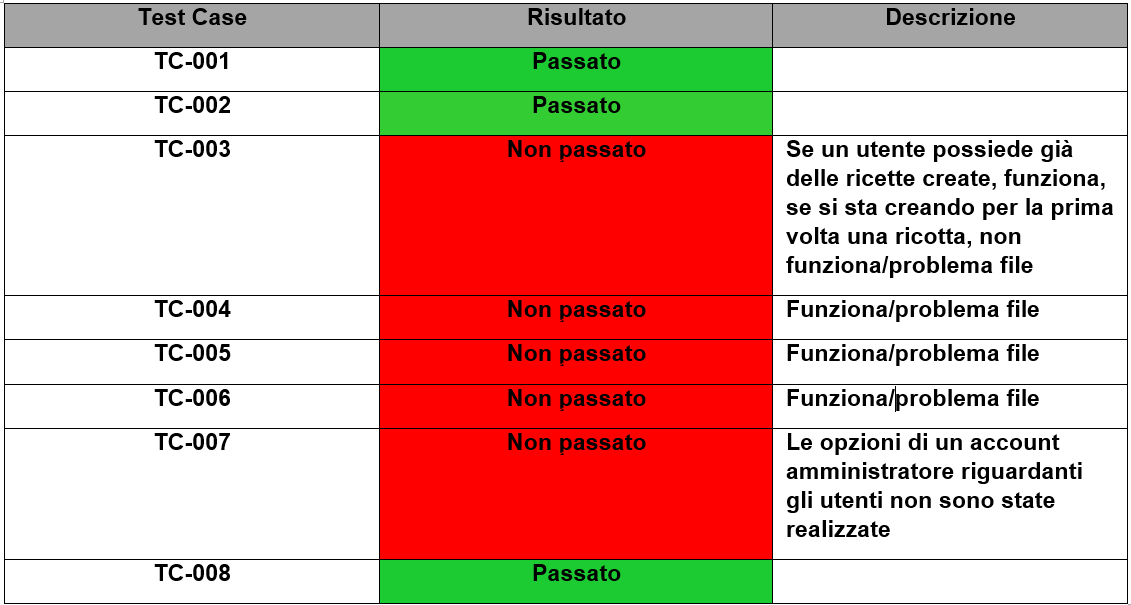 Test Case Risultato Descrizione
TC-001 Passato
TC-002 Passato
TC-003 Non passato Se un utente possiede già
delle ricette create, funziona,
se si sta creando per la prima
volta una ricotta, non
funziona/problema file
TC-004 Non passato Funziona/problema file
TC-005 Non passato Funziona/problema file
TC-006 Non passato Funziona/problema file
TC-007 Non passato Le opzioni di un account
amministratore riguardanti
gli utenti non sono state
realizzate
TC-008 Passato